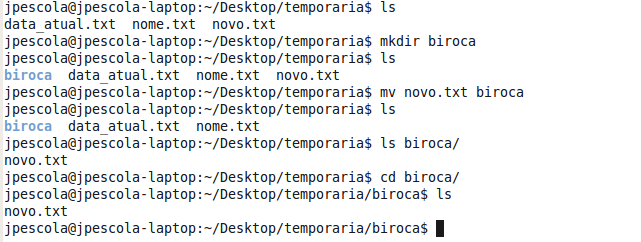 jpescola@jpescola-laptop:~/Desktop/temporaria$ ls
data_atual.txt  nome.txt  novo.txt
jpescola@jpescola-laptop:~/Desktop/temporaria$ mkdir biroca
jpescola@jpescola-laptop:~/Desktop/temporaria$ ls
biroca  data_atual.txt  nome.txt  novo.txt
jpescola@jpescola-laptop:~/Desktop/temporaria$ mv novo.txt biroca
jpescola@jpescola-laptop:~/Desktop/temporaria$ ls
biroca  data_atual.txt  nome.txt
jpescola@jpescola-laptop:~/Desktop/temporaria$ ls biroca/
novo.txt
jpescola@jpescola-laptop:~/Desktop/temporaria$ cd biroca/
jpescola@jpescola-laptop:~/Desktop/temporaria/biroca$ ls
novo.txt
jpescola@jpescola-laptop:~/Desktop/temporaria/biroca$